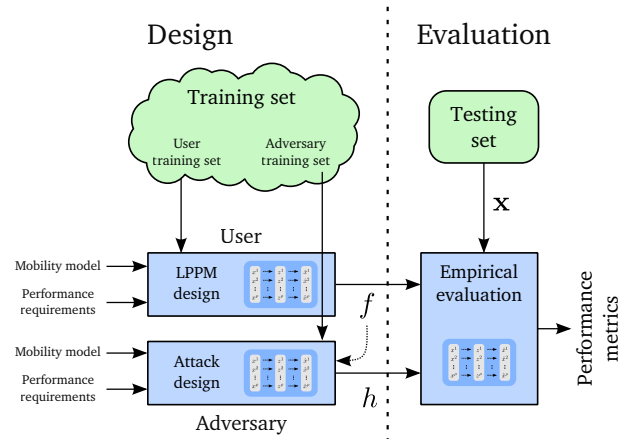 Design
Evaluation
Training set
User
training set
Adversary
training set
Testing
set
x
User
Mobility model
Performance
requirements
LPPM
design
f
Empirical
evaluation
Performance
metrics
Mobility model
Performance
requirements
Attack
design
h
Adversary